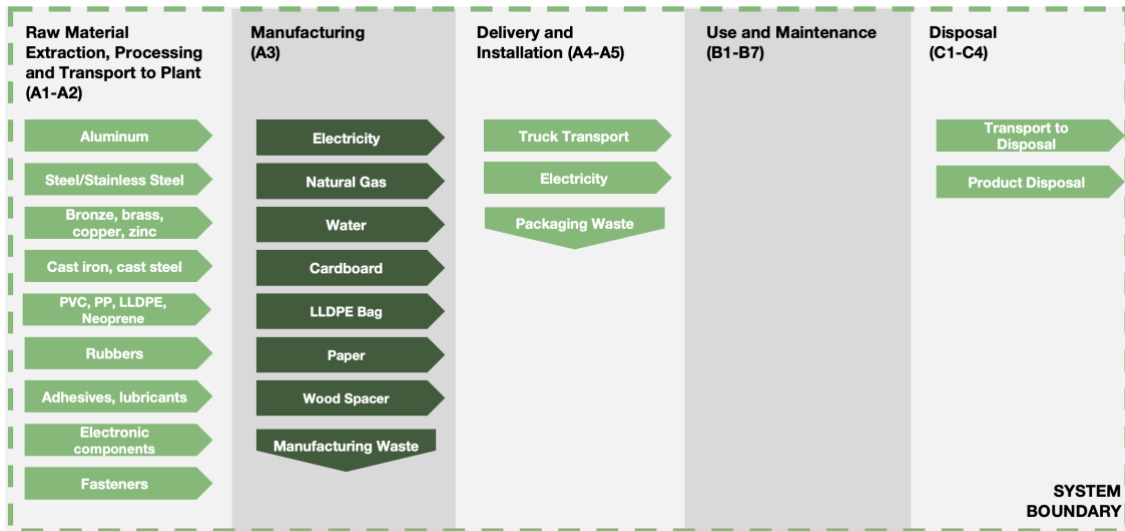 Raw Material
Extraction, Processing
and Transport to Plant
(A1-A2)
Aluminum
Steel/Stainless Steel
Bronze, brass,
copper, zinc
Cast iron, cast steel
PVC, PP, LLDPE,
Neoprene
Rubbers
Adhesives, lubricants
Electronic
components
Fasteners
Manufacturing
(A3)
Electricity
Natural Gas
Water
Cardboard
LLDPE Bag
Paper
Wood Spacer
Manufacturing Waste
Delivery and
Installation (A4-A5)
Truck Transport
Electricity
Packaging Waste
Use and Maintenance
(B1-B7)
Disposal
(C1-C4)
Transport to
Disposal
Product Disposal
SYSTEM
BOUNDARY